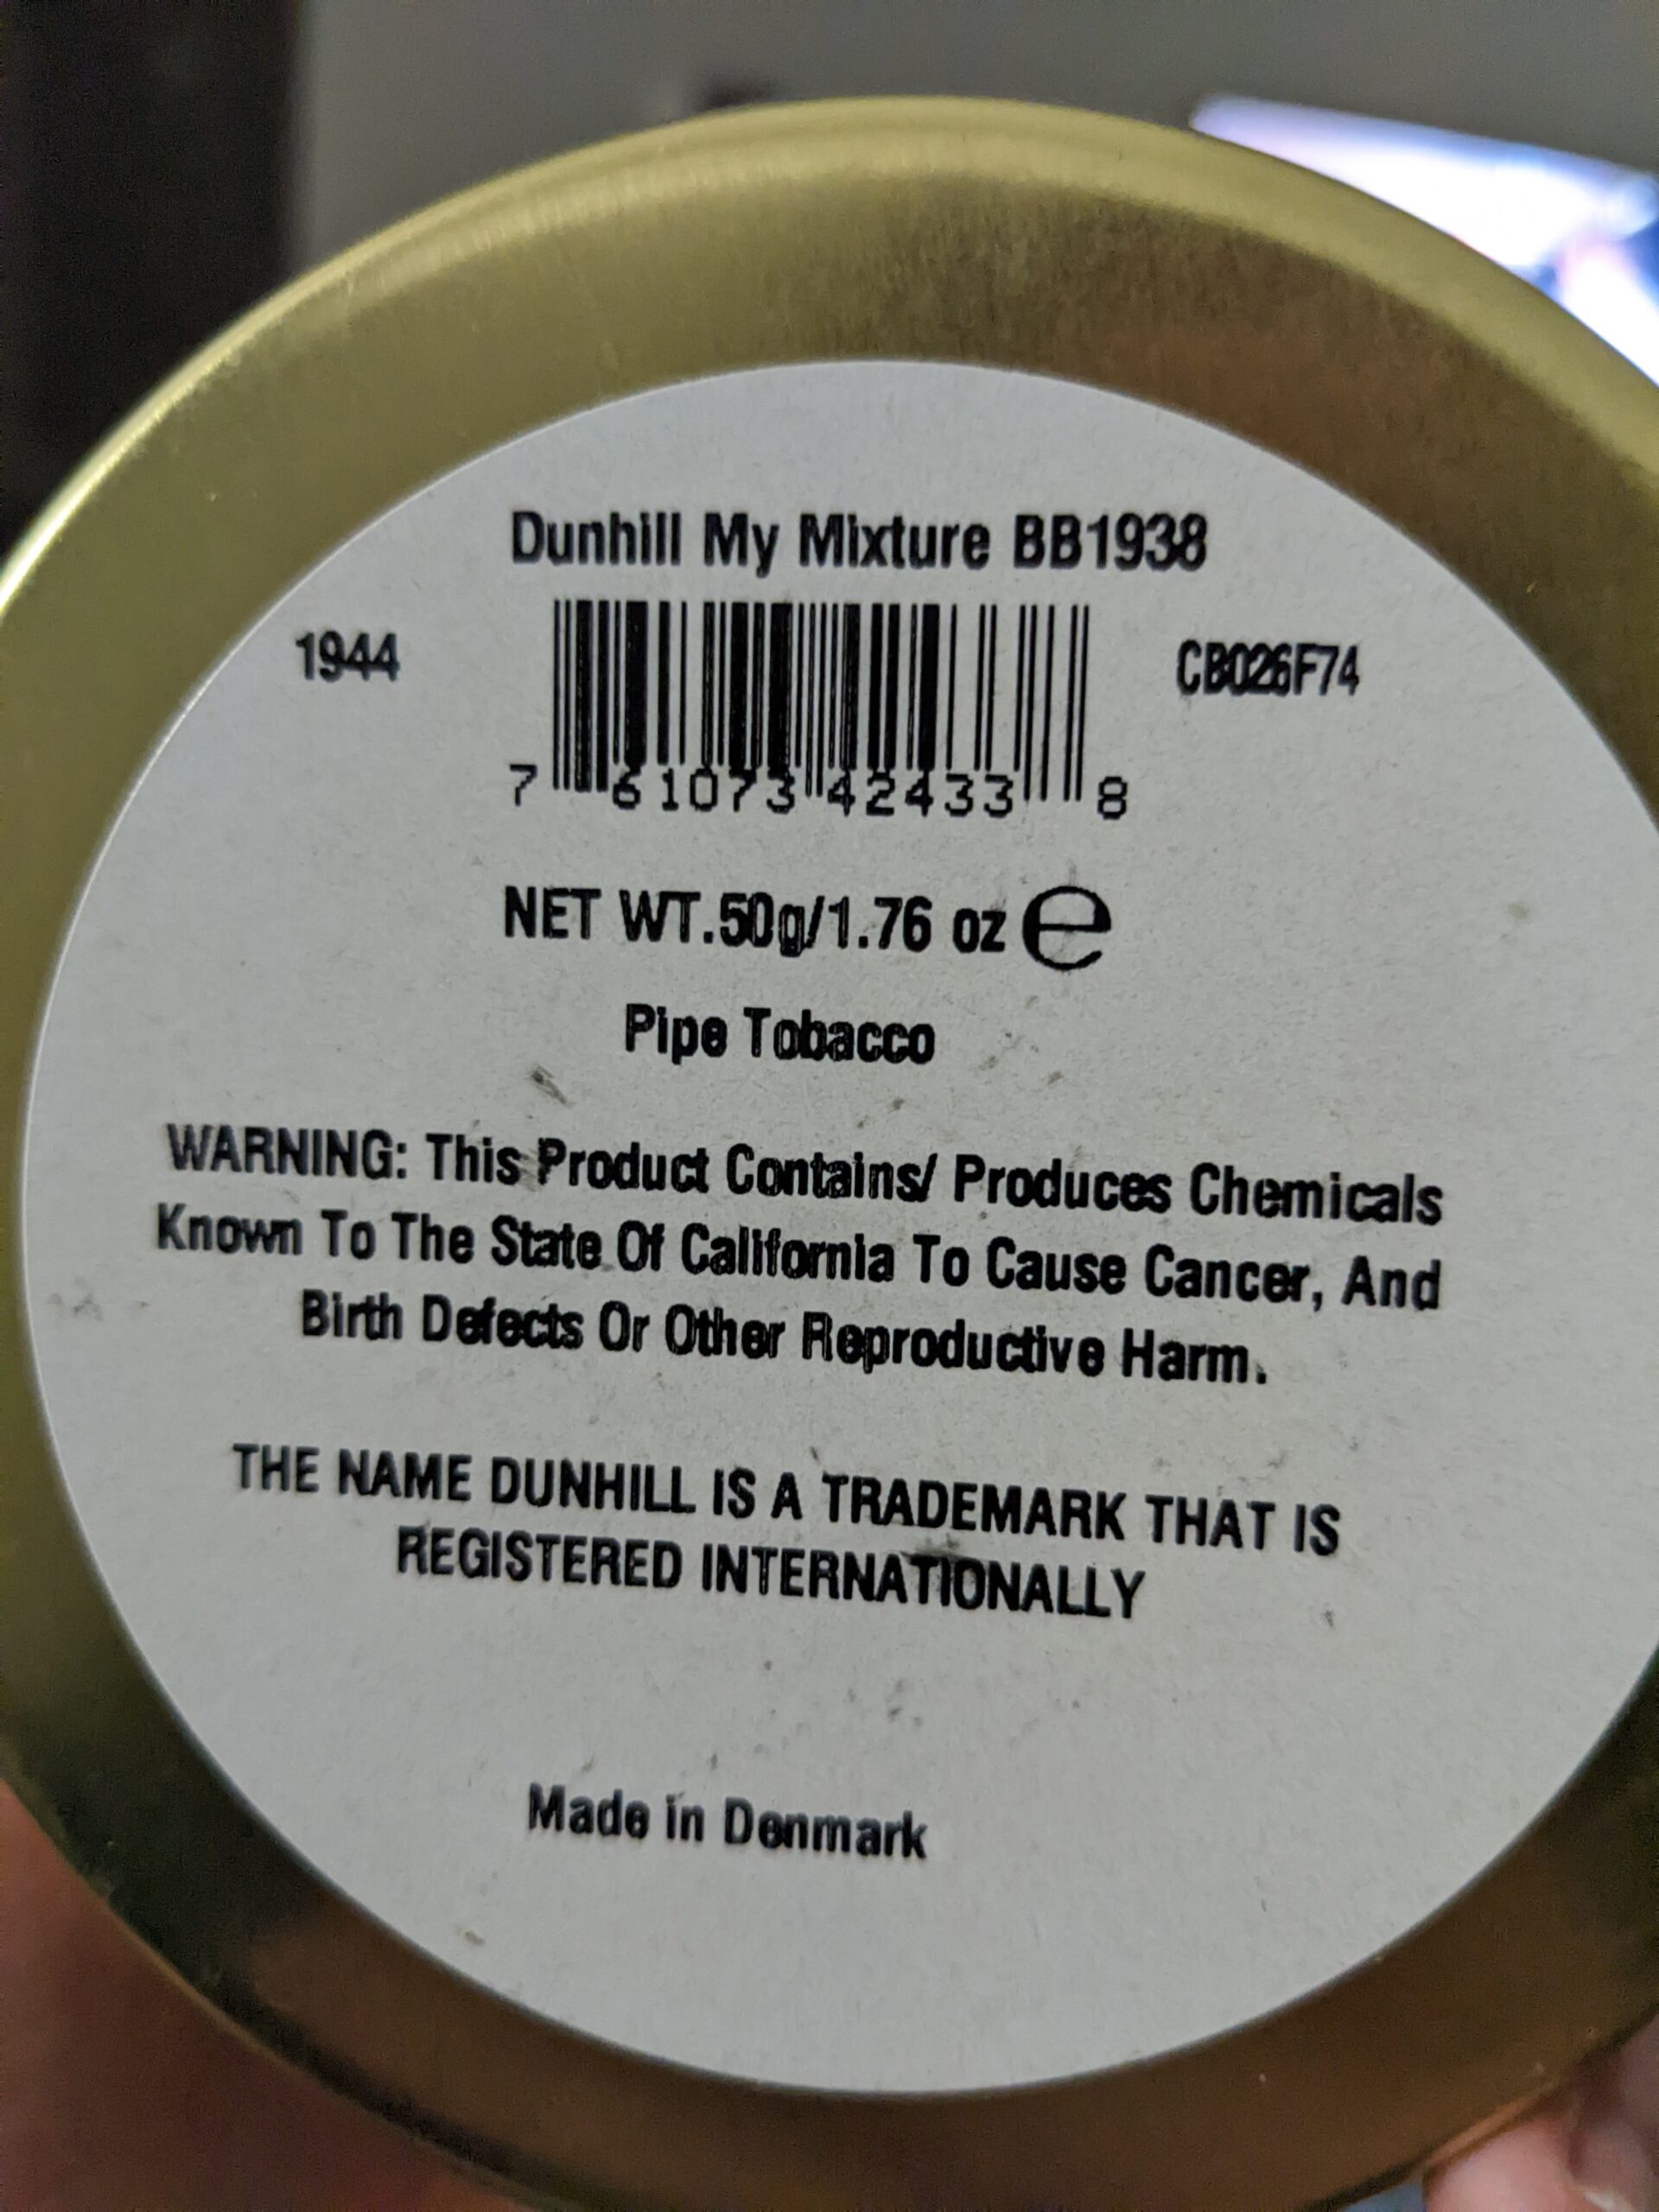 Dunhill My Mixture BB1938
1944
CB026F74
7 61073 42433 8
NET WT.50g/1.76 oz ℮
Pipe Tobacco
WARNING: This Product Contains/ Produces Chemicals
Known To The State Of California To Cause Cancer, And
Birth Defects Or Other Reproductive Harm.
THE NAME DUNHILL IS A TRADEMARK THAT IS
REGISTERED INTERNATIONALLY
Made in Denmark